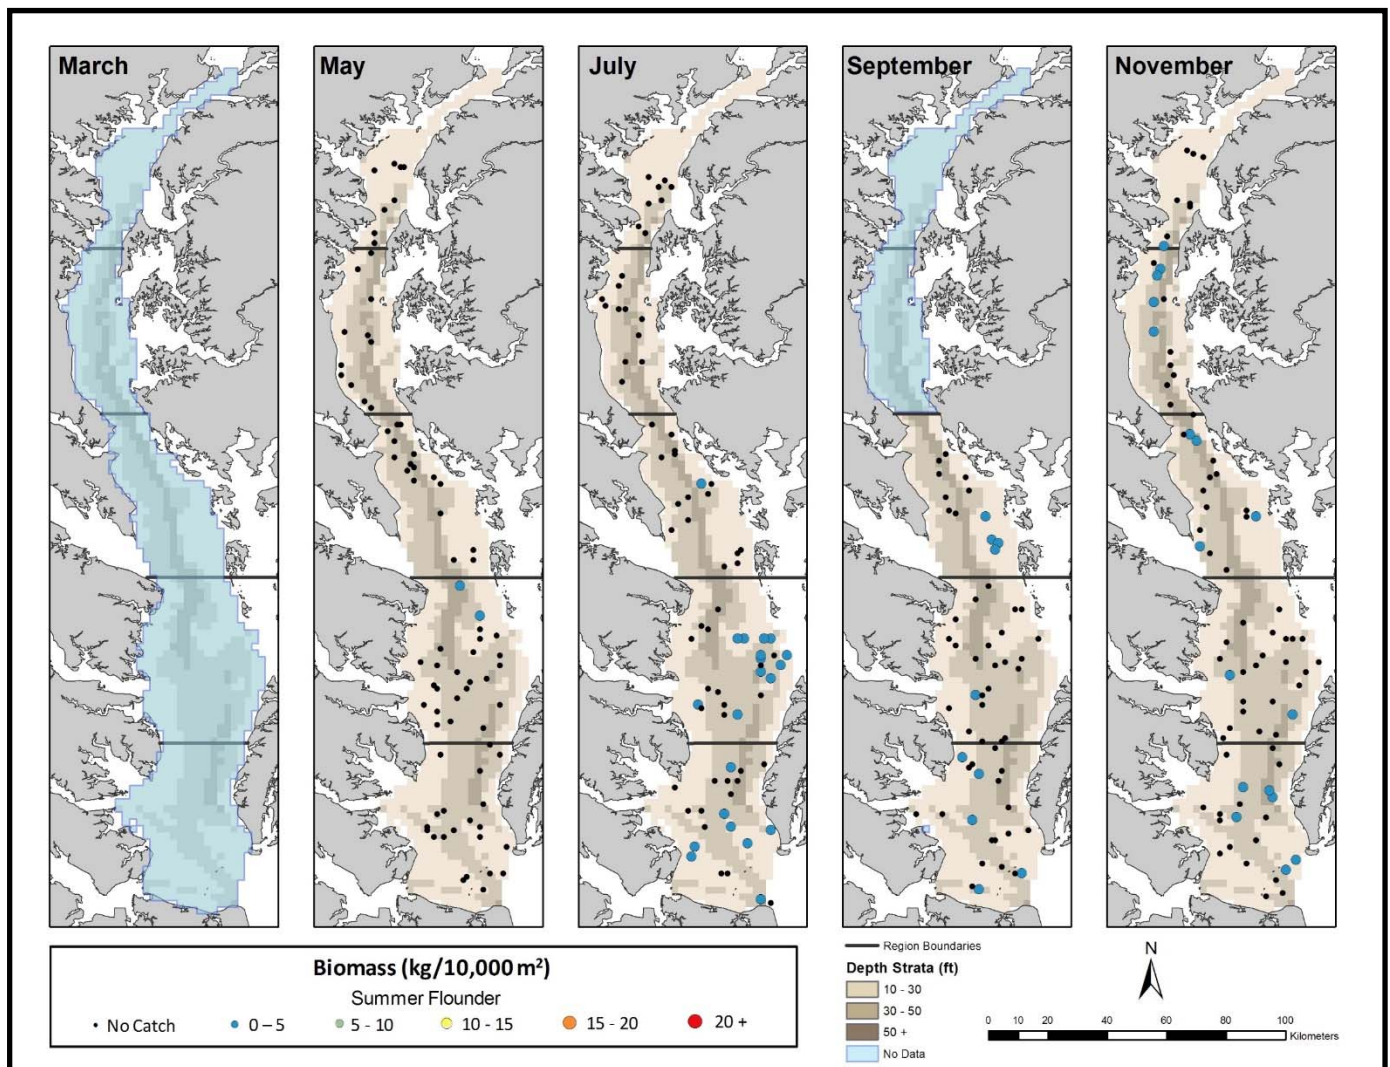 March
May
July
September
November
Biomass (kg/10,000 m²)
Summer Flounder
No Catch
0 – 5
5 - 10
10 - 15
15 - 20
20 +
Region Boundaries
Depth Strata (ft)
10 - 30
30 - 50
50 +
No Data
N
0 10 20 40 60 80 100
Kilometers